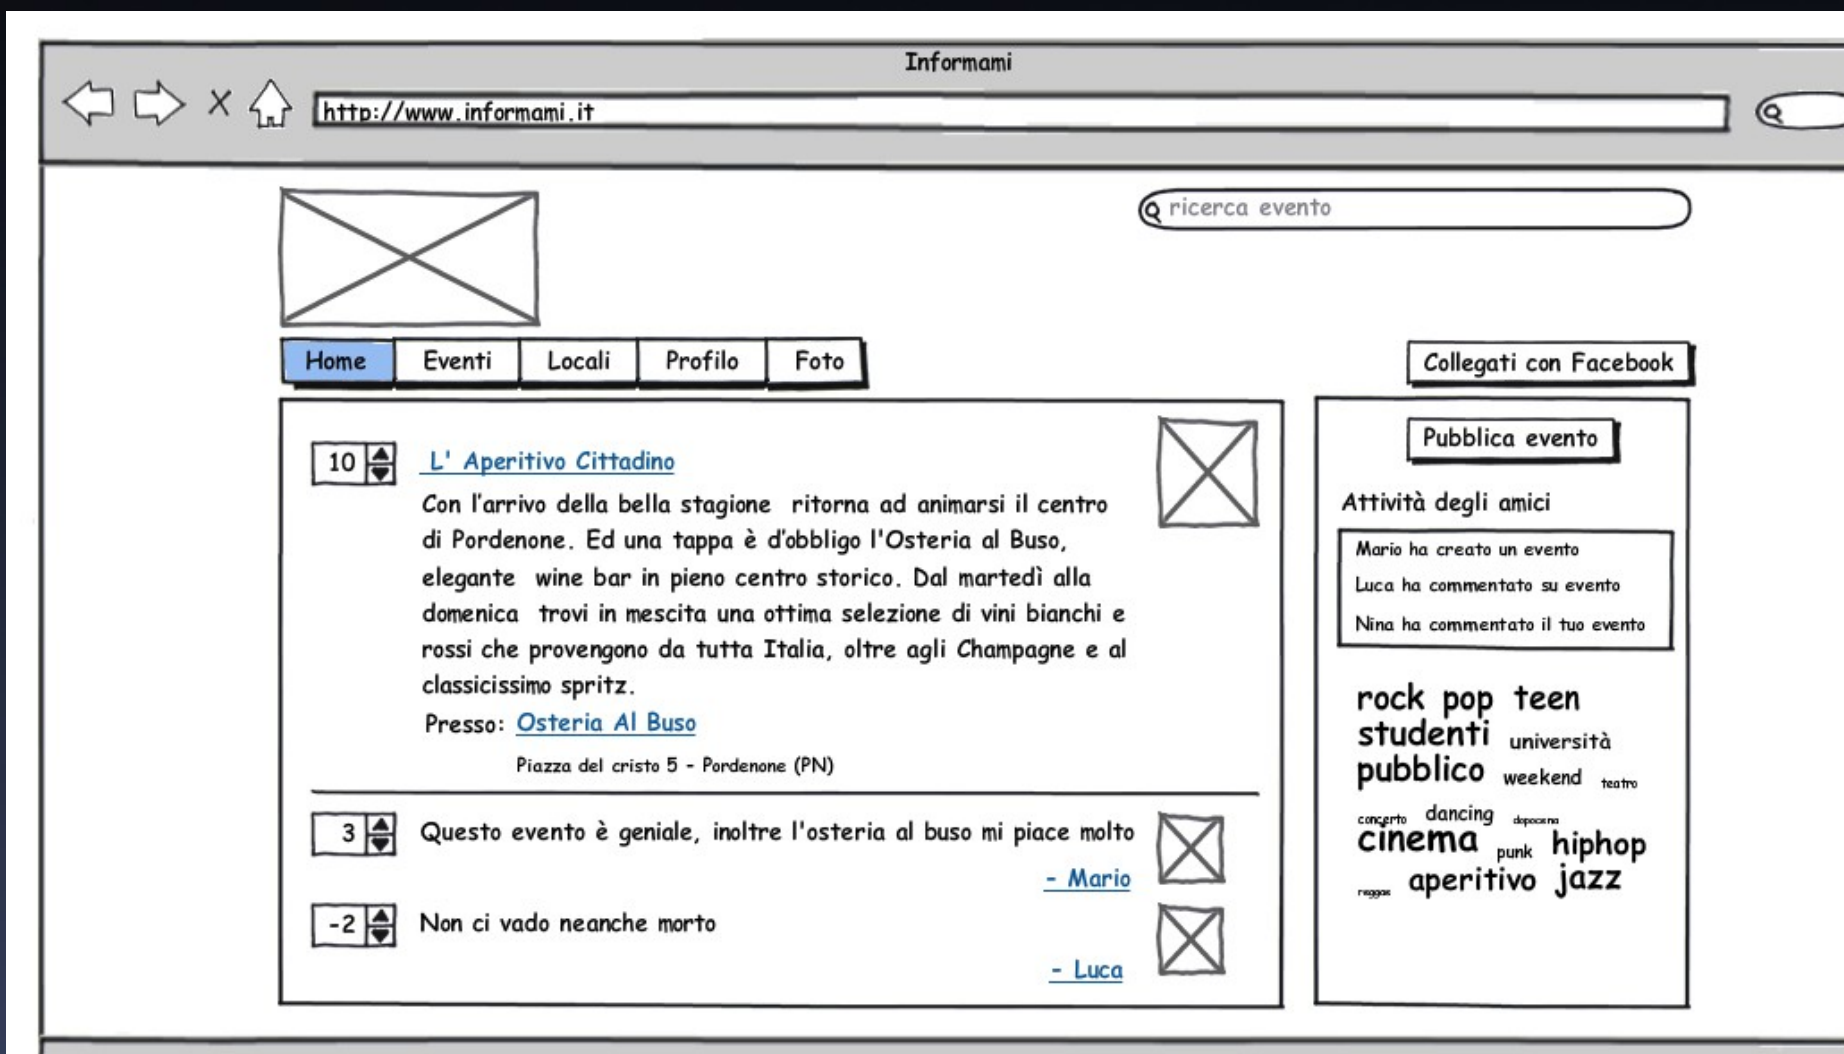 Informami
http://www.informami.it
ricerca evento
Home Eventi Locali Profilo Foto
Collegati con Facebook
10 L' Aperitivo Cittadino
Con l'arrivo della bella stagione ritorna ad animarsi il centro
di Pordenone. Ed una tappa è d'obbligo l'Osteria al Buso,
elegante wine bar in pieno centro storico. Dal martedì alla
domenica trovi in mescita una ottima selezione di vini bianchi e
rossi che provengono da tutta Italia, oltre agli Champagne e al
classicissimo spritz.
Presso: Osteria Al Buso
Piazza del cristo 5 - Pordenone (PN)
3 Questo evento è geniale, inoltre l'osteria al buso mi piace molto
- Mario
-2 Non ci vado neanche morto
- Luca
Pubblica evento
Attività degli amici
Mario ha creato un evento
Luca ha commentato su evento
Nina ha commentato il tuo evento
rock pop teen
studenti università
pubblico weekend teatro
concerto dancing dopocena
cinema punk hiphop
reggae aperitivo jazz